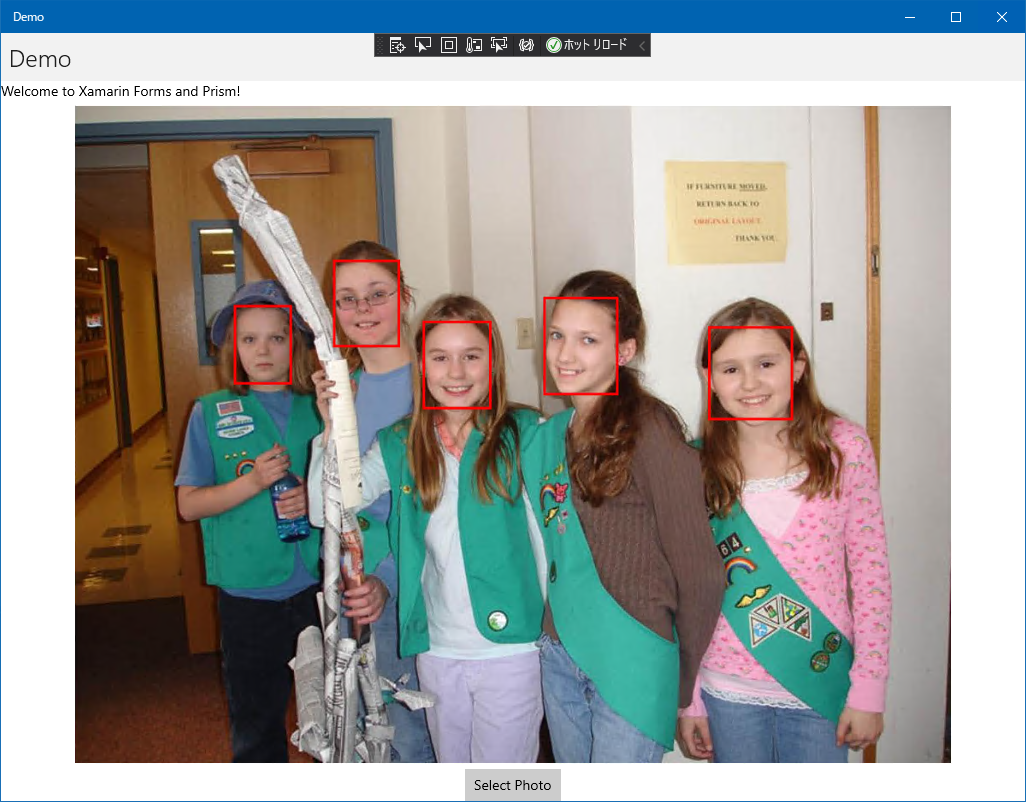 Demo
ホット リロード
Demo
Welcome to Xamarin Forms and Prism!
IF FURNITURE MOVED,
RETURN BACK TO
ORIGINAL LAYOUT.
THANK YOU.
64
Select Photo